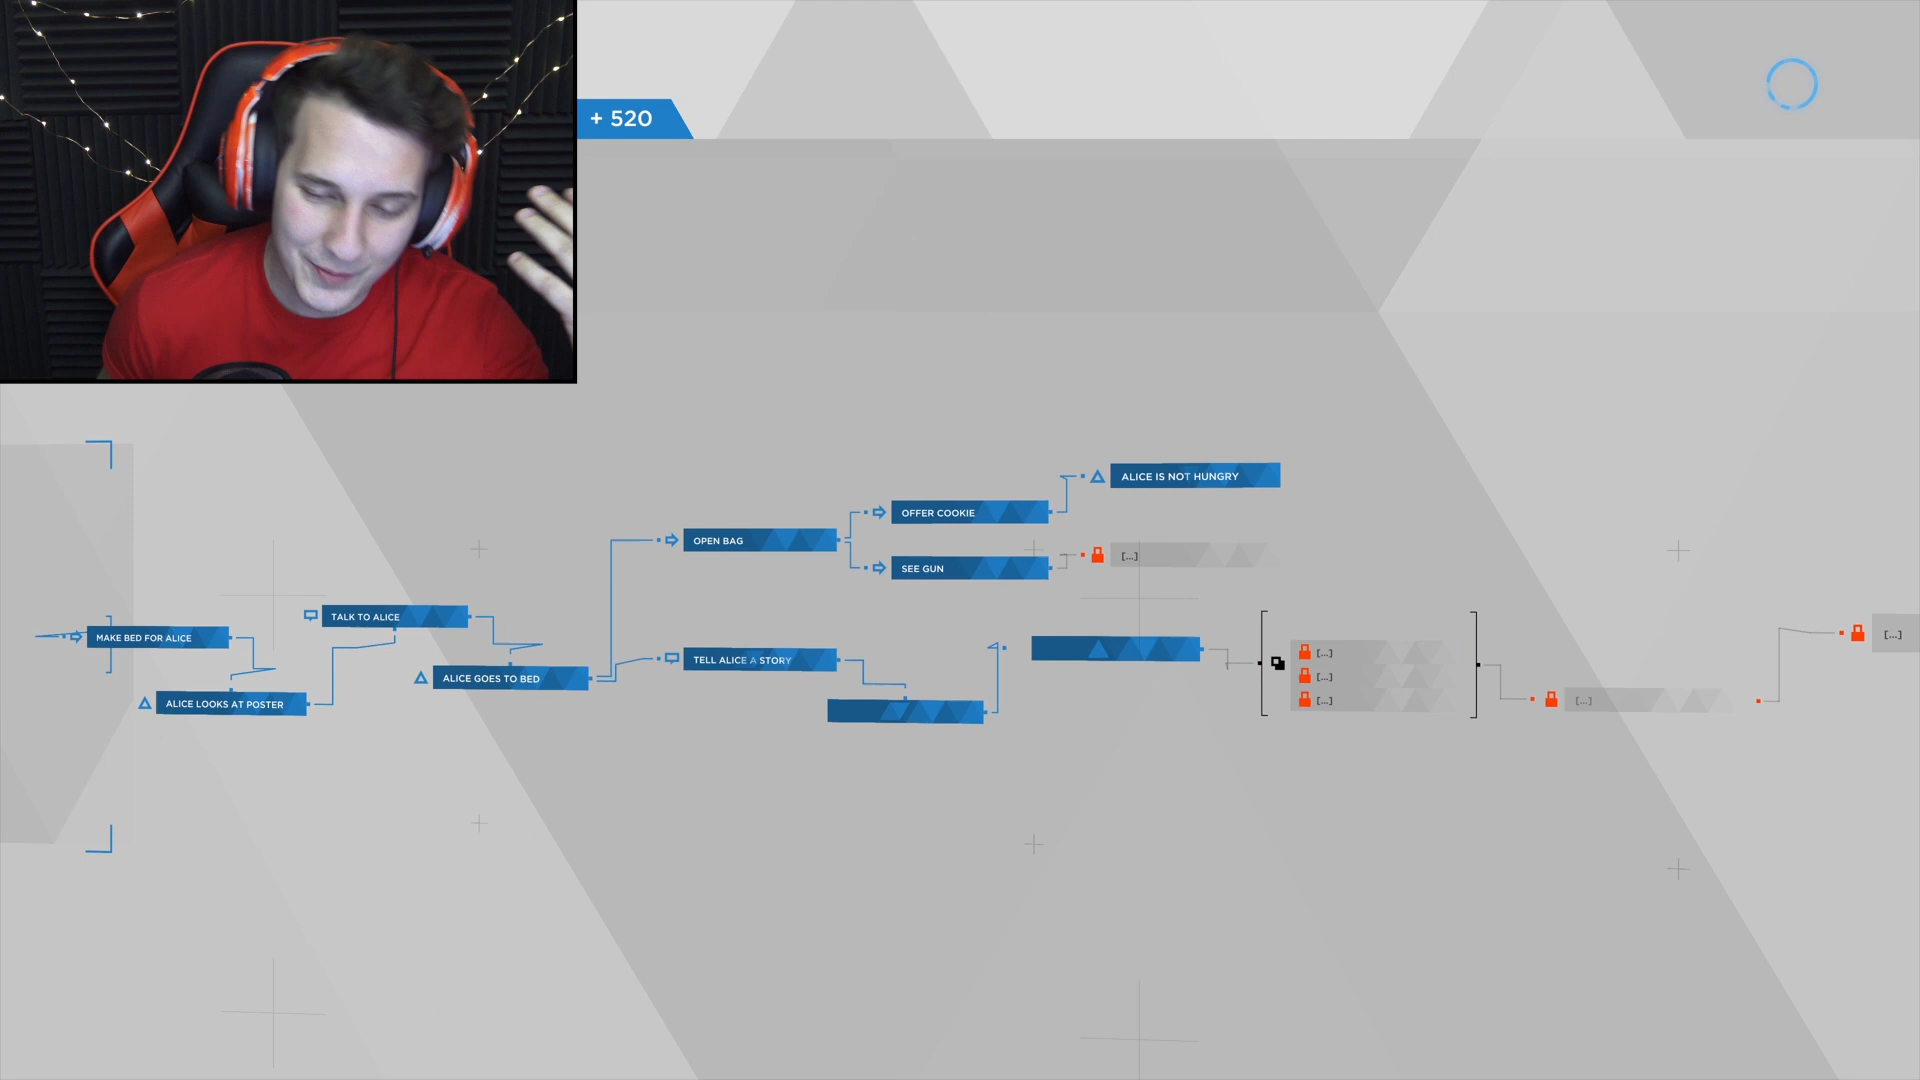 + 520
ALICE IS NOT HUNGRY
OFFER COOKIE
OPEN BAG
[...]
SEE GUN
TALK TO ALICE
MAKE BED FOR ALICE
[...]
[...]
TELL ALICE A STORY
[...]
ALICE GOES TO BED
[...]
[...]
ALICE LOOKS AT POSTER